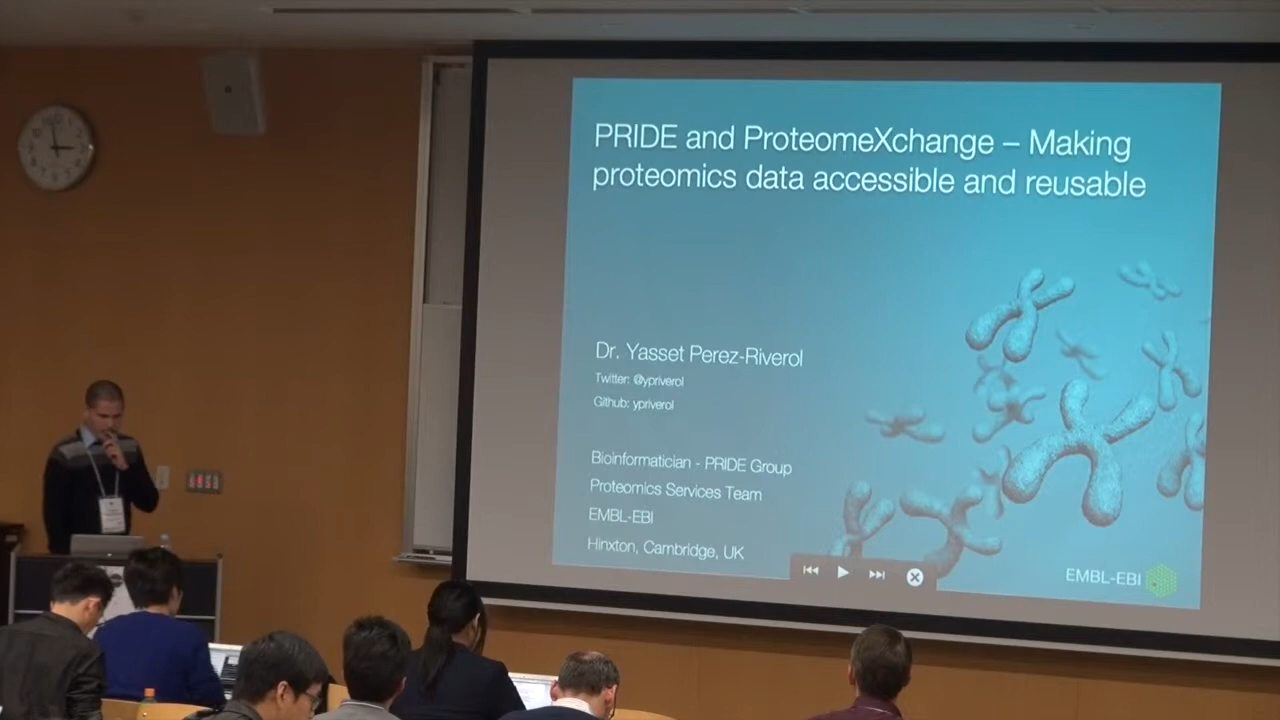 PRIDE and ProteomeXchange – Making
proteomics data accessible and reusable
Dr. Yasset Perez-Riverol
Twitter: @ypriverol
Github: ypriverol
Bioinformatician - PRIDE Group
Proteomics Services Team
EMBL-EBI
Hinxton, Cambridge, UK
EMBL-EBI